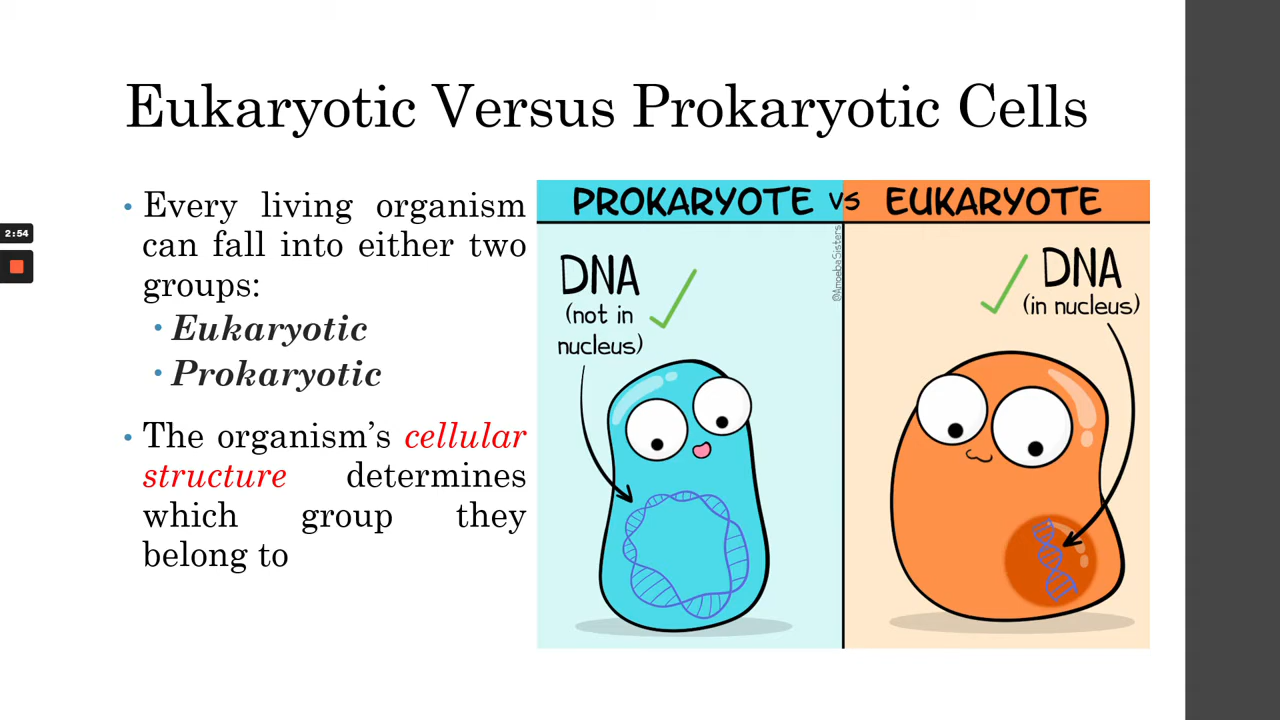 Eukaryotic Versus Prokaryotic Cells
• Every living organism
can fall into either two
groups:
• Eukaryotic
• Prokaryotic
• The organism's cellular
structure determines
which group they
belong to
2:54
PROKARYOTE VS EUKARYOTE
DNA
(not in
nucleus)
@AmoebaSisters
DNA
(in nucleus)